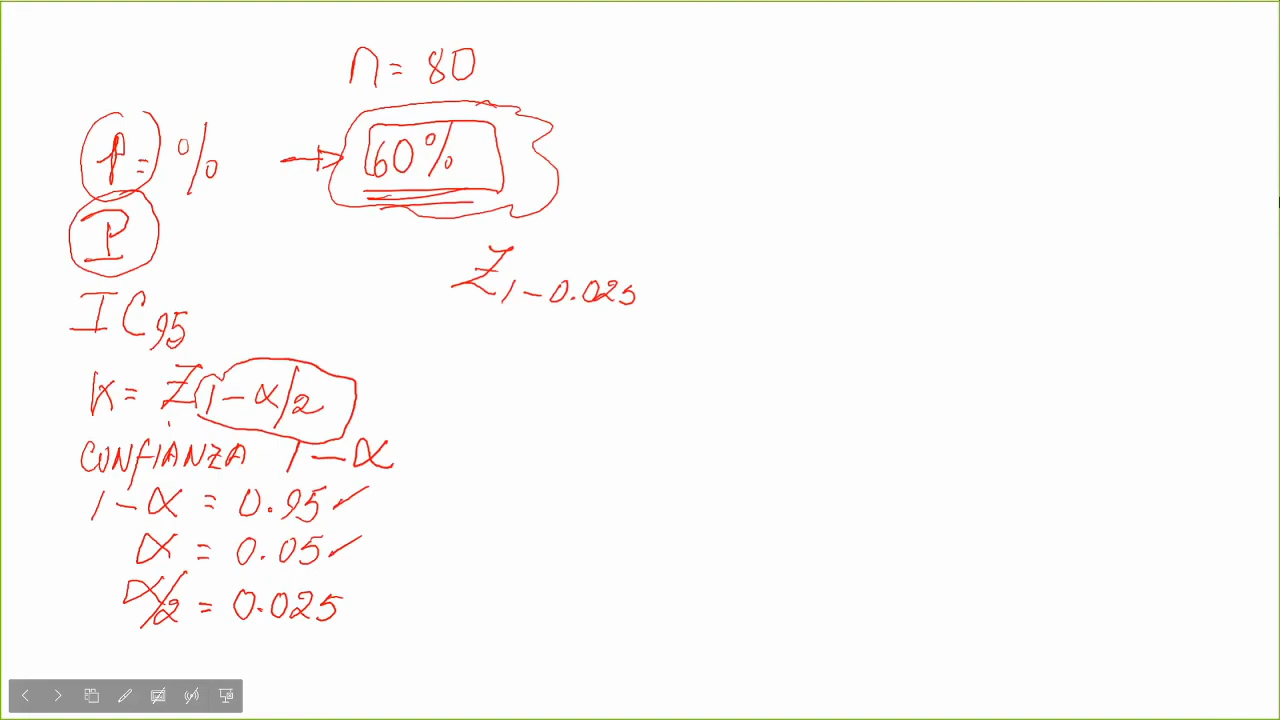 n = 80
p = %
60%
P
Z1-0.025
IC95
K = Z1-α/2
CONFIANZA 1-α
1-α = 0.95 ✓
α = 0.05 ✓
α/2 = 0.025